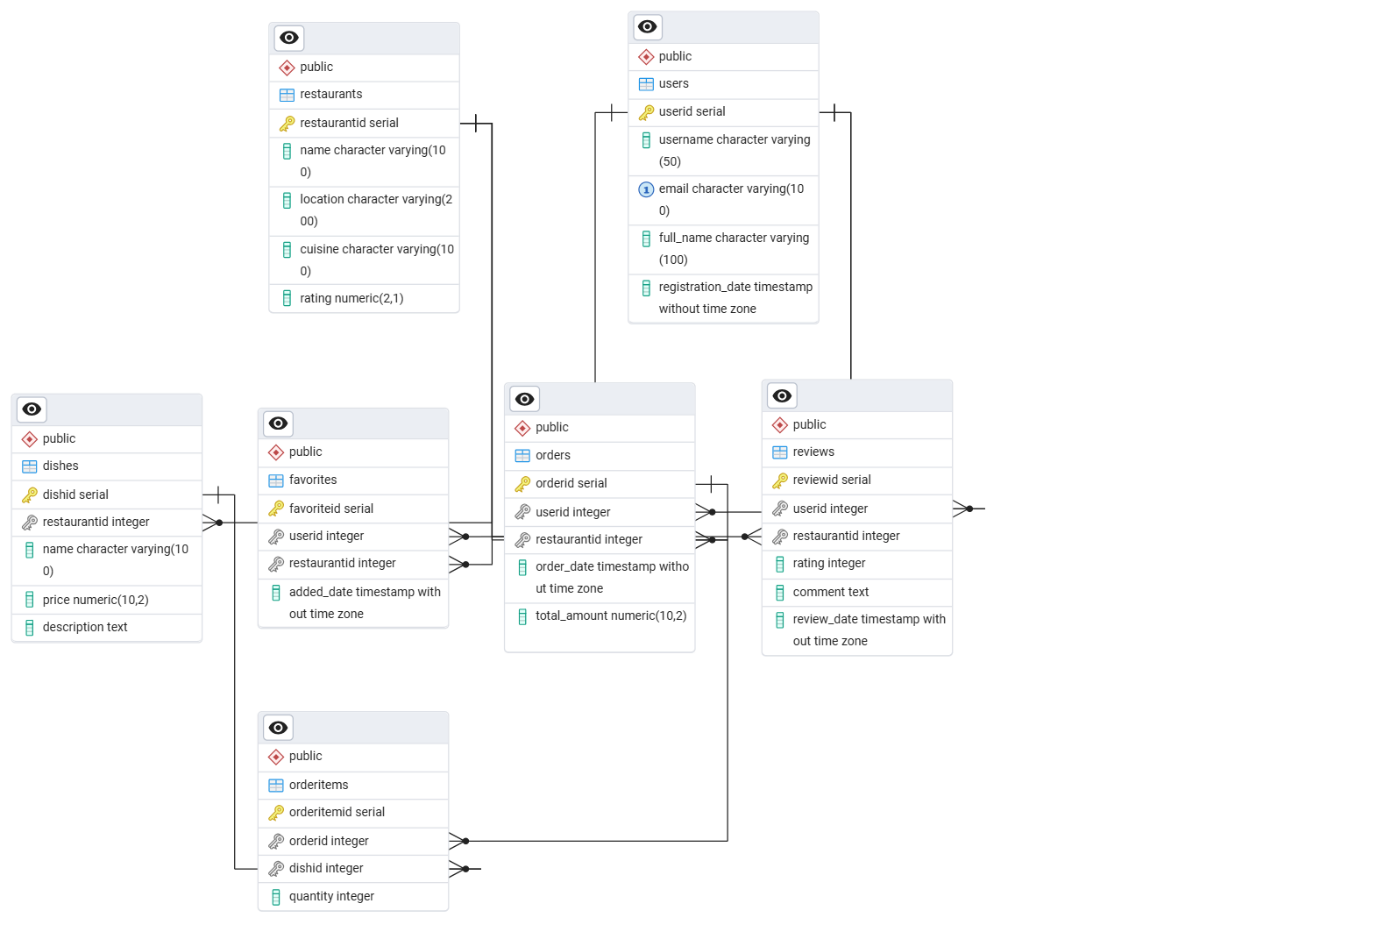 public
restaurants
restaurantid serial
name character varying(10
0)
location character varying(2
00)
cuisine character varying(10
0)
rating numeric(2,1)
public
users
userid serial
username character varying
(50)
1
email character varying(10
0)
full_name character varying
(100)
registration_date timestamp
without time zone
public
dishes
dishid serial
restaurantid integer
name character varying(10
0)
price numeric(10,2)
description text
public
favorites
favoriteid serial
userid integer
restaurantid integer
added_date timestamp with
out time zone
public
orders
orderid serial
userid integer
restaurantid integer
order_date timestamp witho
ut time zone
total_amount numeric(10,2)
public
reviews
reviewid serial
userid integer
restaurantid integer
rating integer
comment text
review_date timestamp with
out time zone
public
orderitems
orderitemid serial
orderid integer
dishid integer
quantity integer